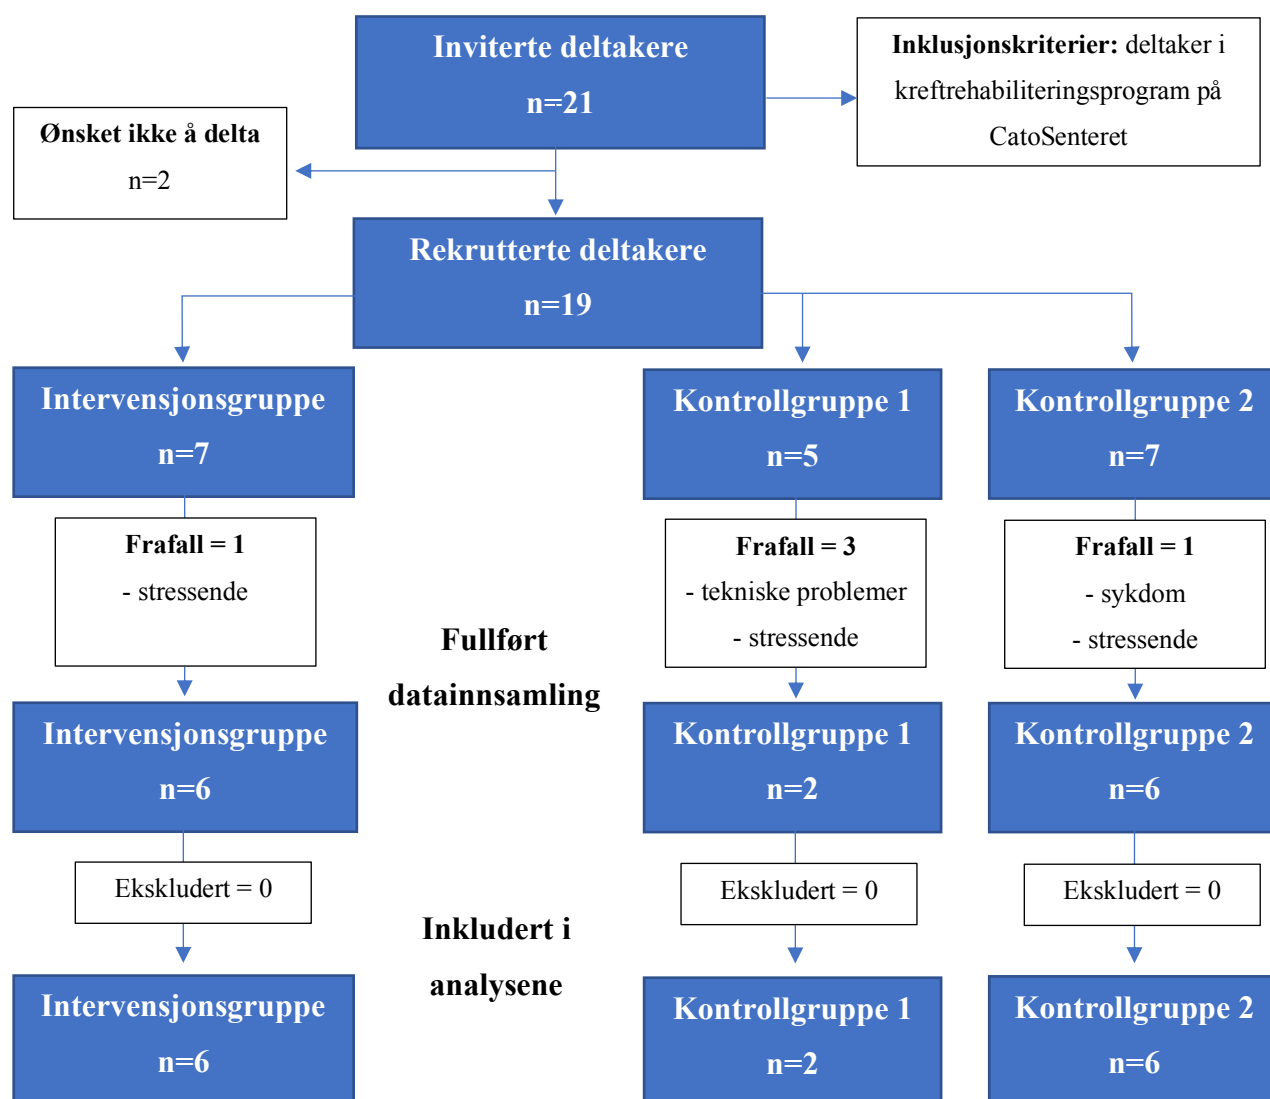 Inviterte deltakere
n=21
Inklusjonskriterier: deltaker i
kreftrehabiliteringsprogram på
CatoSenteret
Ønsket ikke å delta
n=2
Rekrutterte deltakere
n=19
Intervensjonsgruppe
n=7
Kontrollgruppe 1
n=5
Kontrollgruppe 2
n=7
Frafall = 1
- stressende
Frafall = 3
- tekniske problemer
- stressende
Frafall = 1
- sykdom
- stressende
Fullført
datainnsamling
Intervensjonsgruppe
n=6
Kontrollgruppe 1
n=2
Kontrollgruppe 2
n=6
Ekskludert = 0
Ekskludert = 0
Ekskludert = 0
Inkludert i
analysene
Intervensjonsgruppe
n=6
Kontrollgruppe 1
n=2
Kontrollgruppe 2
n=6